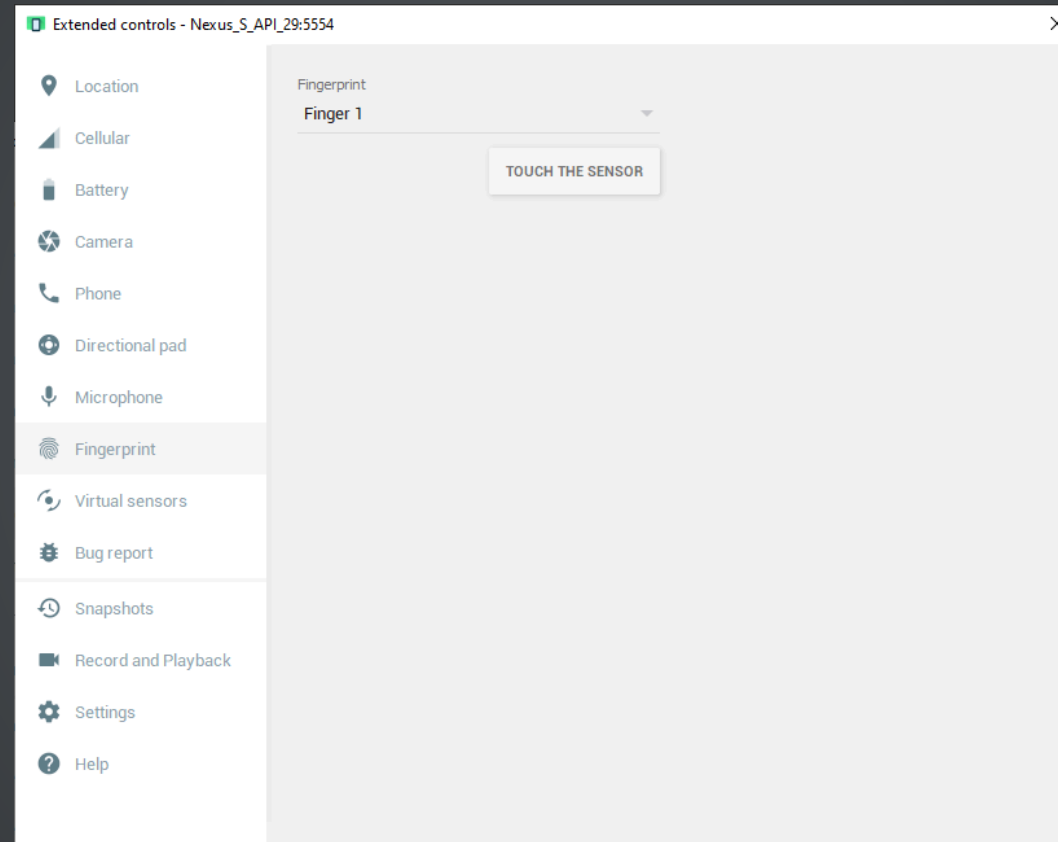 Extended controls - Nexus_S_API_29:5554
Location
Cellular
Battery
Camera
Phone
Directional pad
Microphone
Fingerprint
Virtual sensors
Bug report
Snapshots
Record and Playback
Settings
Help
Fingerprint
Finger 1
TOUCH THE SENSOR